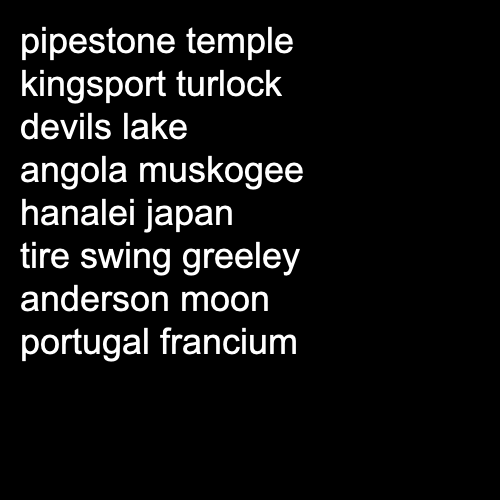 pipestone temple
kingsport turlock
devils lake
angola muskogee
hanalei japan
tire swing greeley
anderson moon
portugal francium